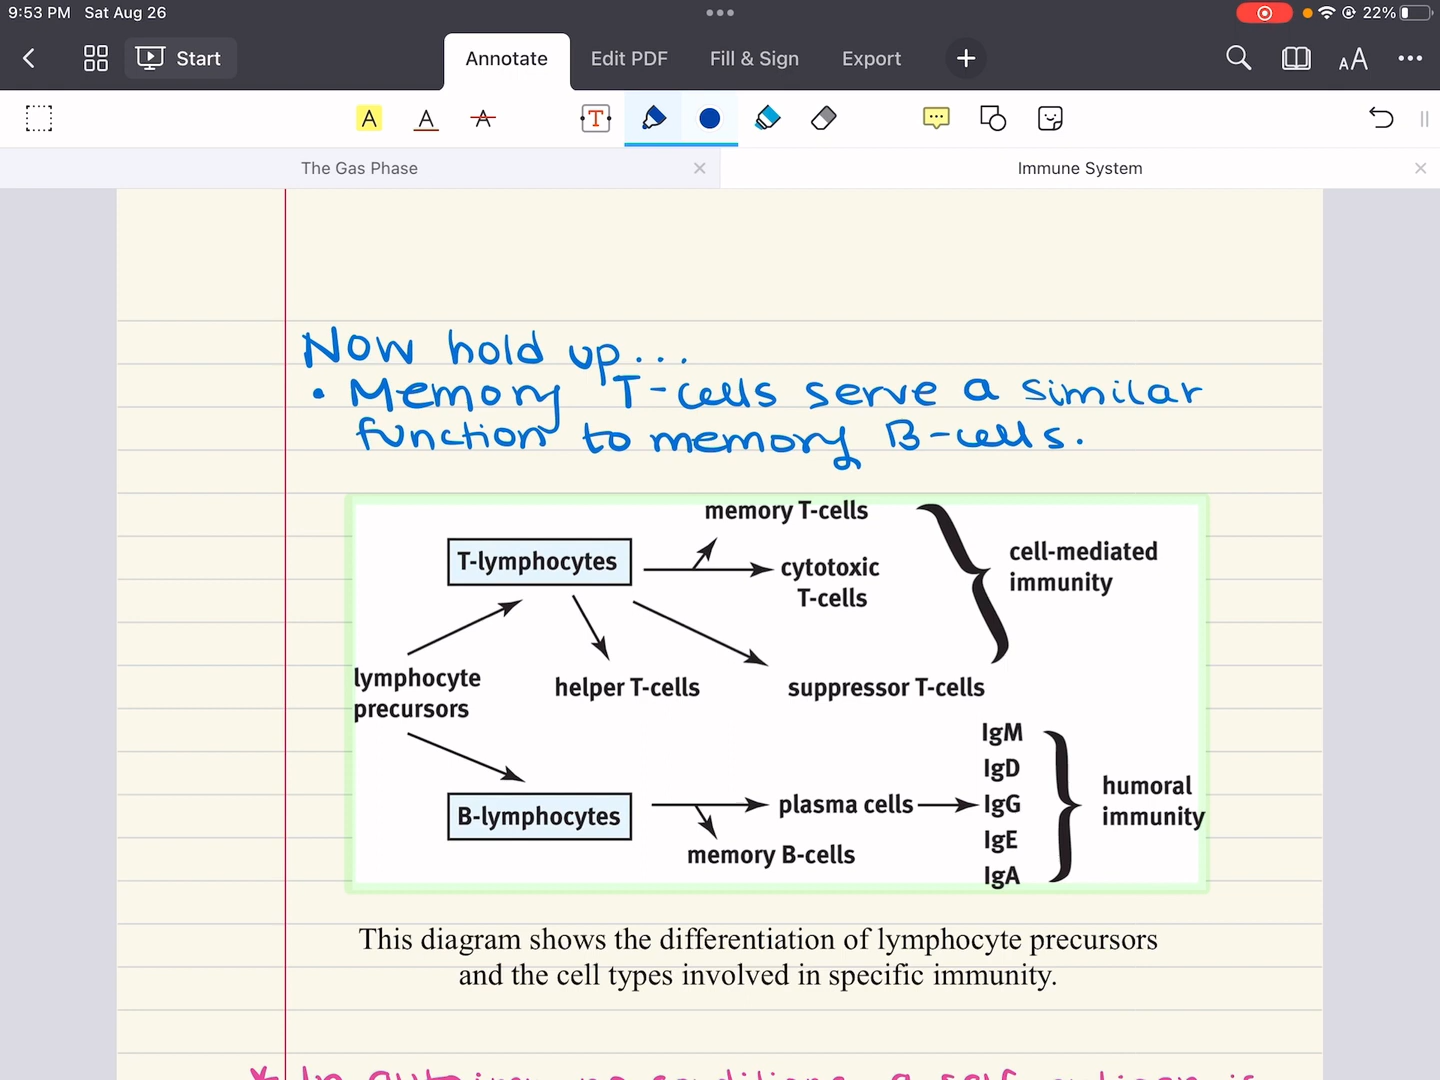 9:53 PM Sat Aug 26
22%
Start
Annotate
Edit PDF
Fill & Sign
Export
The Gas Phase
Immune System
Now hold up...
• Memory T-cells serve a similar
function to memory B-cells.
memory T-cells
T-lymphocytes
cytotoxic
T-cells
cell-mediated
immunity
lymphocyte
precursors
helper T-cells
suppressor T-cells
IgM
IgD
B-lymphocytes
plasma cells
IgG
humoral
immunity
memory B-cells
IgE
IgA
This diagram shows the differentiation of lymphocyte precursors
and the cell types involved in specific immunity.